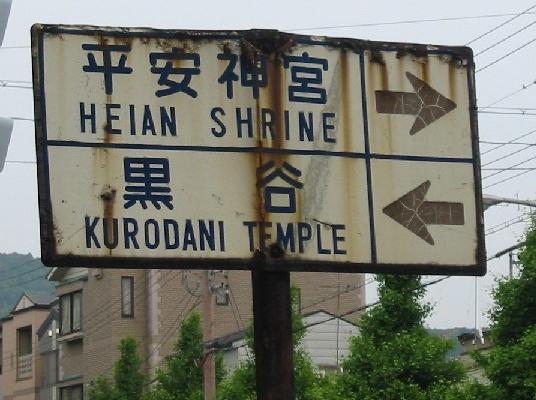 平安神宮
HEIAN SHRINE
黒谷
KURODANI TEMPLE